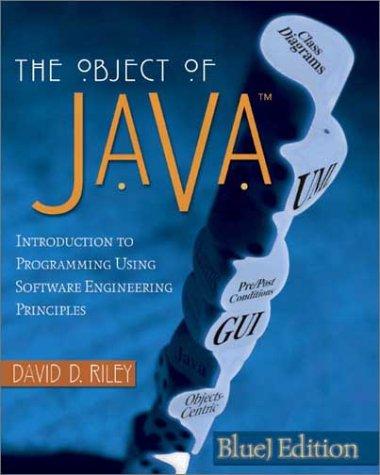 THE OBJECT OF
JAVA™
INTRODUCTION TO
PROGRAMMING USING
SOFTWARE ENGINEERING
PRINCIPLES
DAVID D. RILEY
Class
Diagrams
UML
Pre/Post
Conditions
GUI
Java
Objects-
Centric
BlueJ Edition